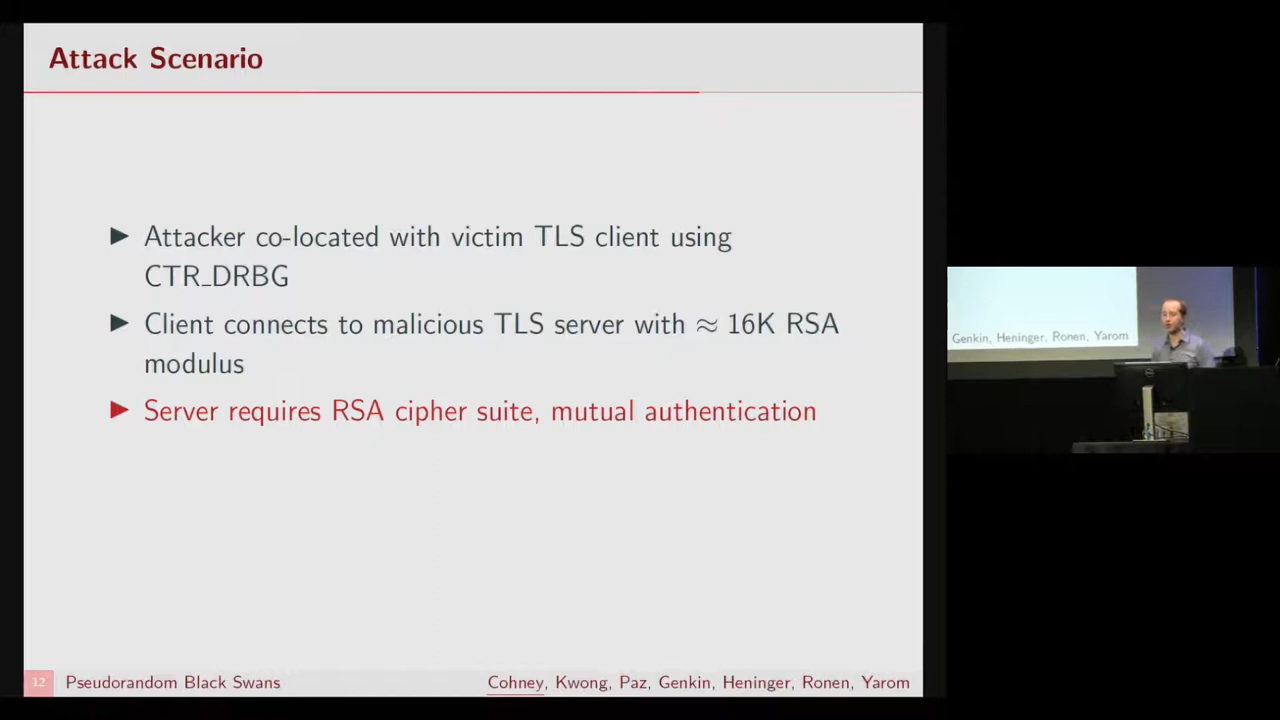 Attack Scenario
▶ Attacker co-located with victim TLS client using
CTR_DRBG
▶ Client connects to malicious TLS server with ≈ 16K RSA
modulus
▶ Server requires RSA cipher suite, mutual authentication
12 Pseudorandom Black Swans
Cohney, Kwong, Paz, Genkin, Heninger, Ronen, Yarom
Genkin, Heninger, Ronen, Yarom